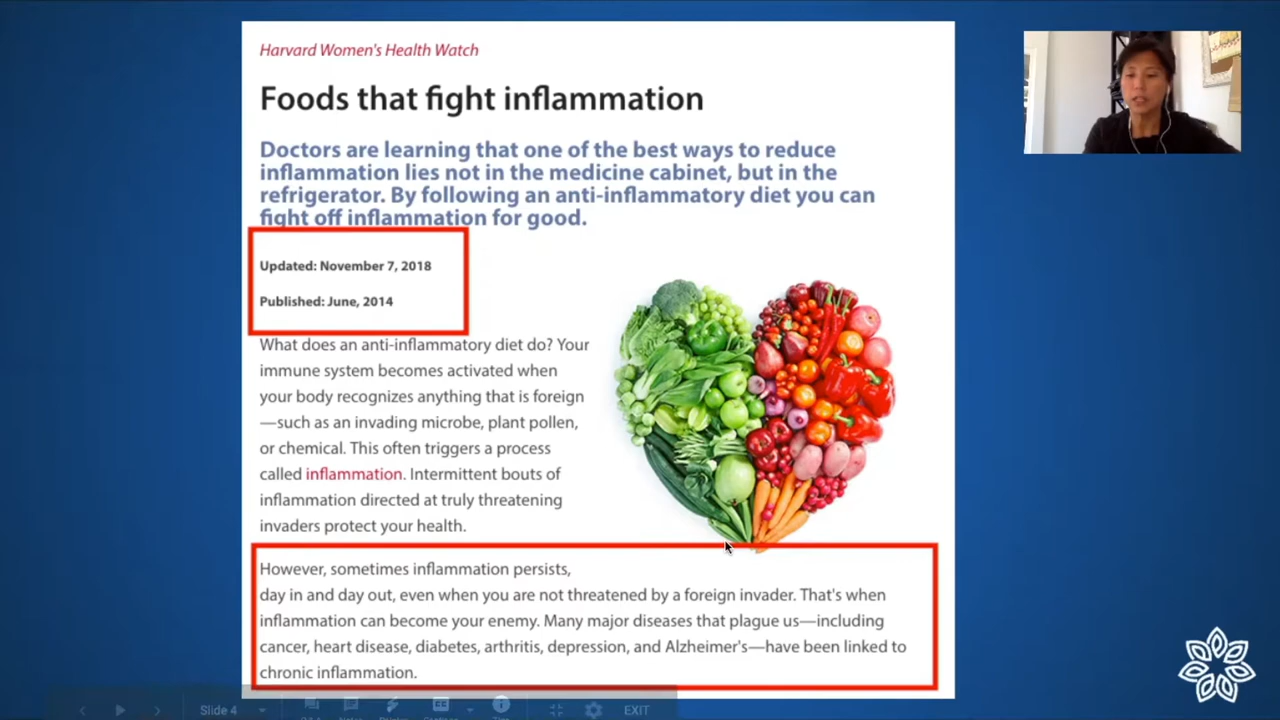 Harvard Women's Health Watch
Foods that fight inflammation
Doctors are learning that one of the best ways to reduce
inflammation lies not in the medicine cabinet, but in the
refrigerator. By following an anti-inflammatory diet you can
fight off inflammation for good.
Updated: November 7, 2018
Published: June, 2014
What does an anti-inflammatory diet do? Your
immune system becomes activated when
your body recognizes anything that is foreign
—such as an invading microbe, plant pollen,
or chemical. This often triggers a process
called inflammation. Intermittent bouts of
inflammation directed at truly threatening
invaders protect your health.
However, sometimes inflammation persists,
day in and day out, even when you are not threatened by a foreign invader. That's when
inflammation can become your enemy. Many major diseases that plague us—including
cancer, heart disease, diabetes, arthritis, depression, and Alzheimer's—have been linked to
chronic inflammation.
Slide 4
EXIT